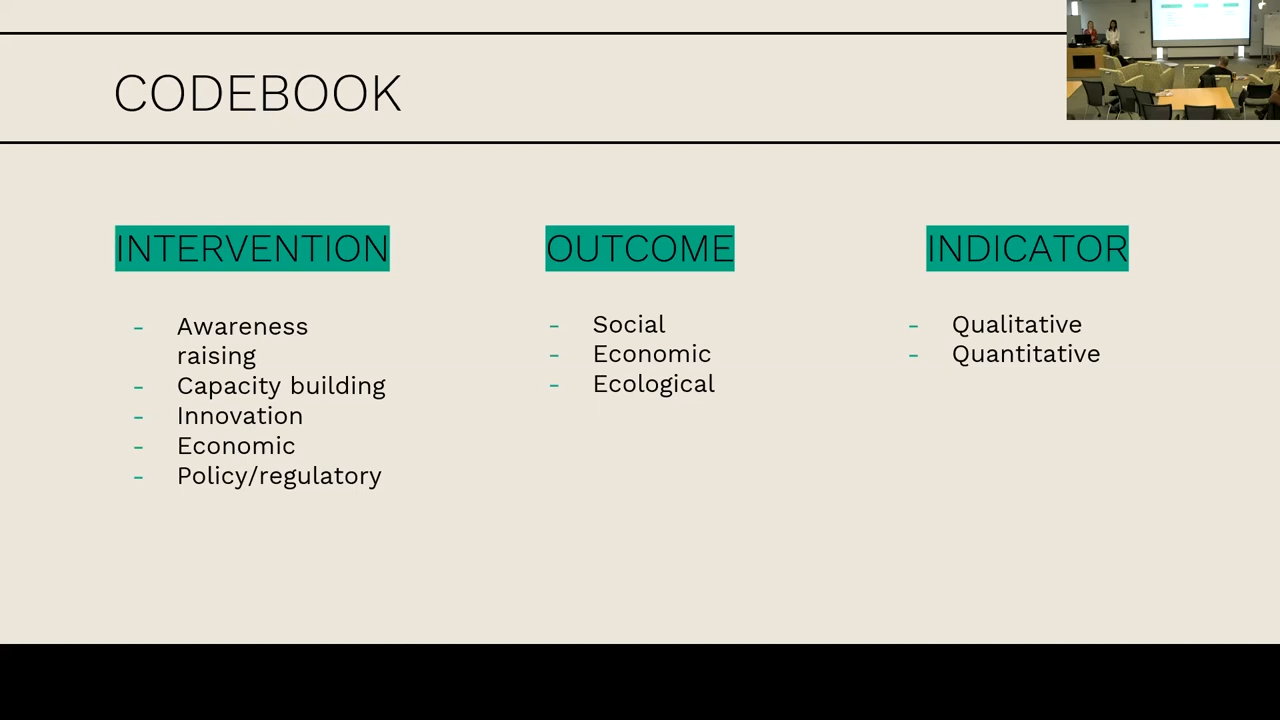 CODEBOOK
INTERVENTION
- Awareness
raising
- Capacity building
- Innovation
- Economic
- Policy/regulatory
OUTCOME
- Social
- Economic
- Ecological
INDICATOR
- Qualitative
- Quantitative